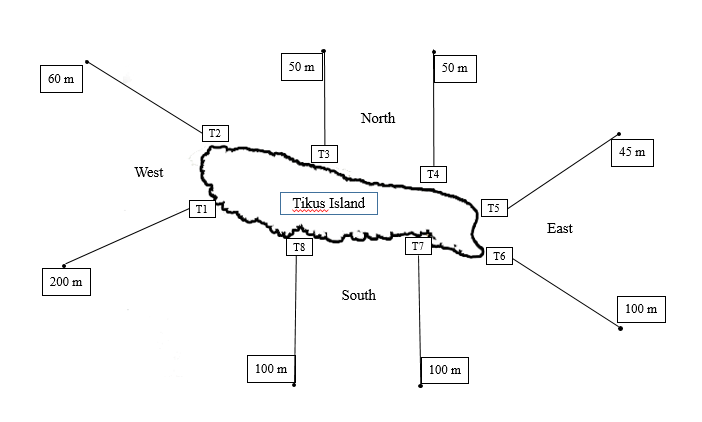 50 m
50 m
60 m
North
T2
45 m
T3
West
T4
Tikus Island
T5
T1
East
T8
T7
T6
200 m
South
100 m
100 m
100 m